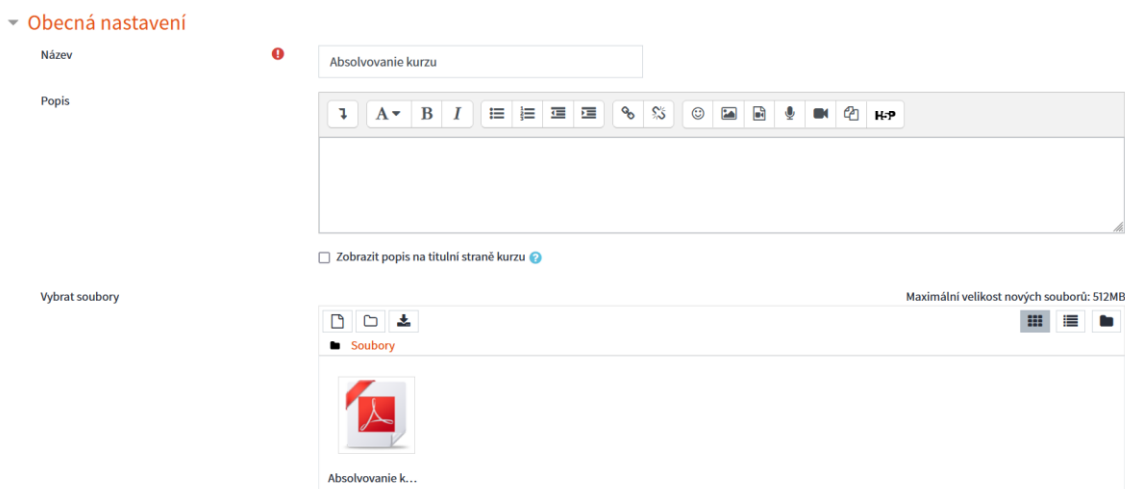 Obecná nastavení
Název
Absolvovanie kurzu
Popis
A B I H-P
Zobrazit popis na titulní straně kurzu
Vybrat soubory
Maximální velikost nových souborů: 512MB
Soubory
Absolvovanie k...